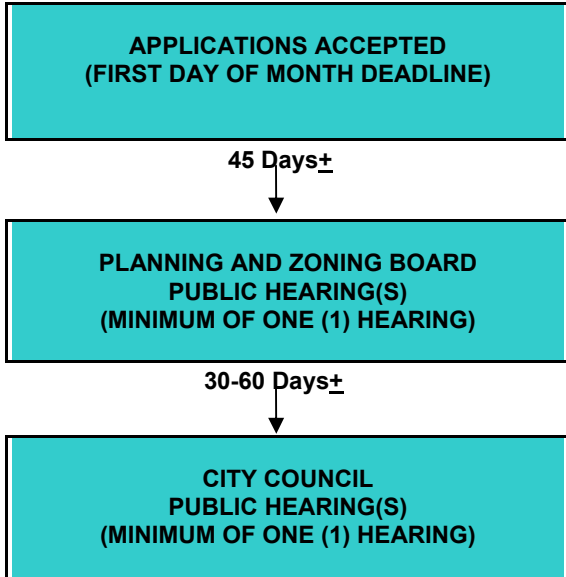 APPLICATIONS ACCEPTED
(FIRST DAY OF MONTH DEADLINE)
45 Days±
PLANNING AND ZONING BOARD
PUBLIC HEARING(S)
(MINIMUM OF ONE (1) HEARING)
30-60 Days±
CITY COUNCIL
PUBLIC HEARING(S)
(MINIMUM OF ONE (1) HEARING)